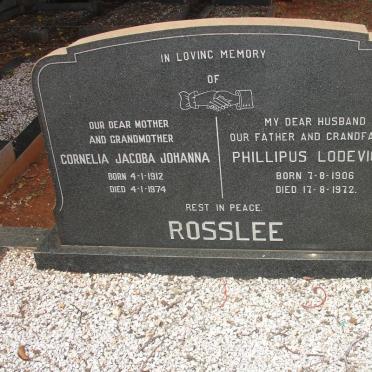 IN LOVING MEMORY
OF
OUR DEAR MOTHER
AND GRANDMOTHER
CORNELIA JACOBA JOHANNA
BORN 4-1-1912
DIED 4-1-1974
MY DEAR HUSBAND
OUR FATHER AND
PHILLIPUS
BORN 7-8-1906
DIED 17-8-1972.
REST IN PEACE.
ROSSLEE